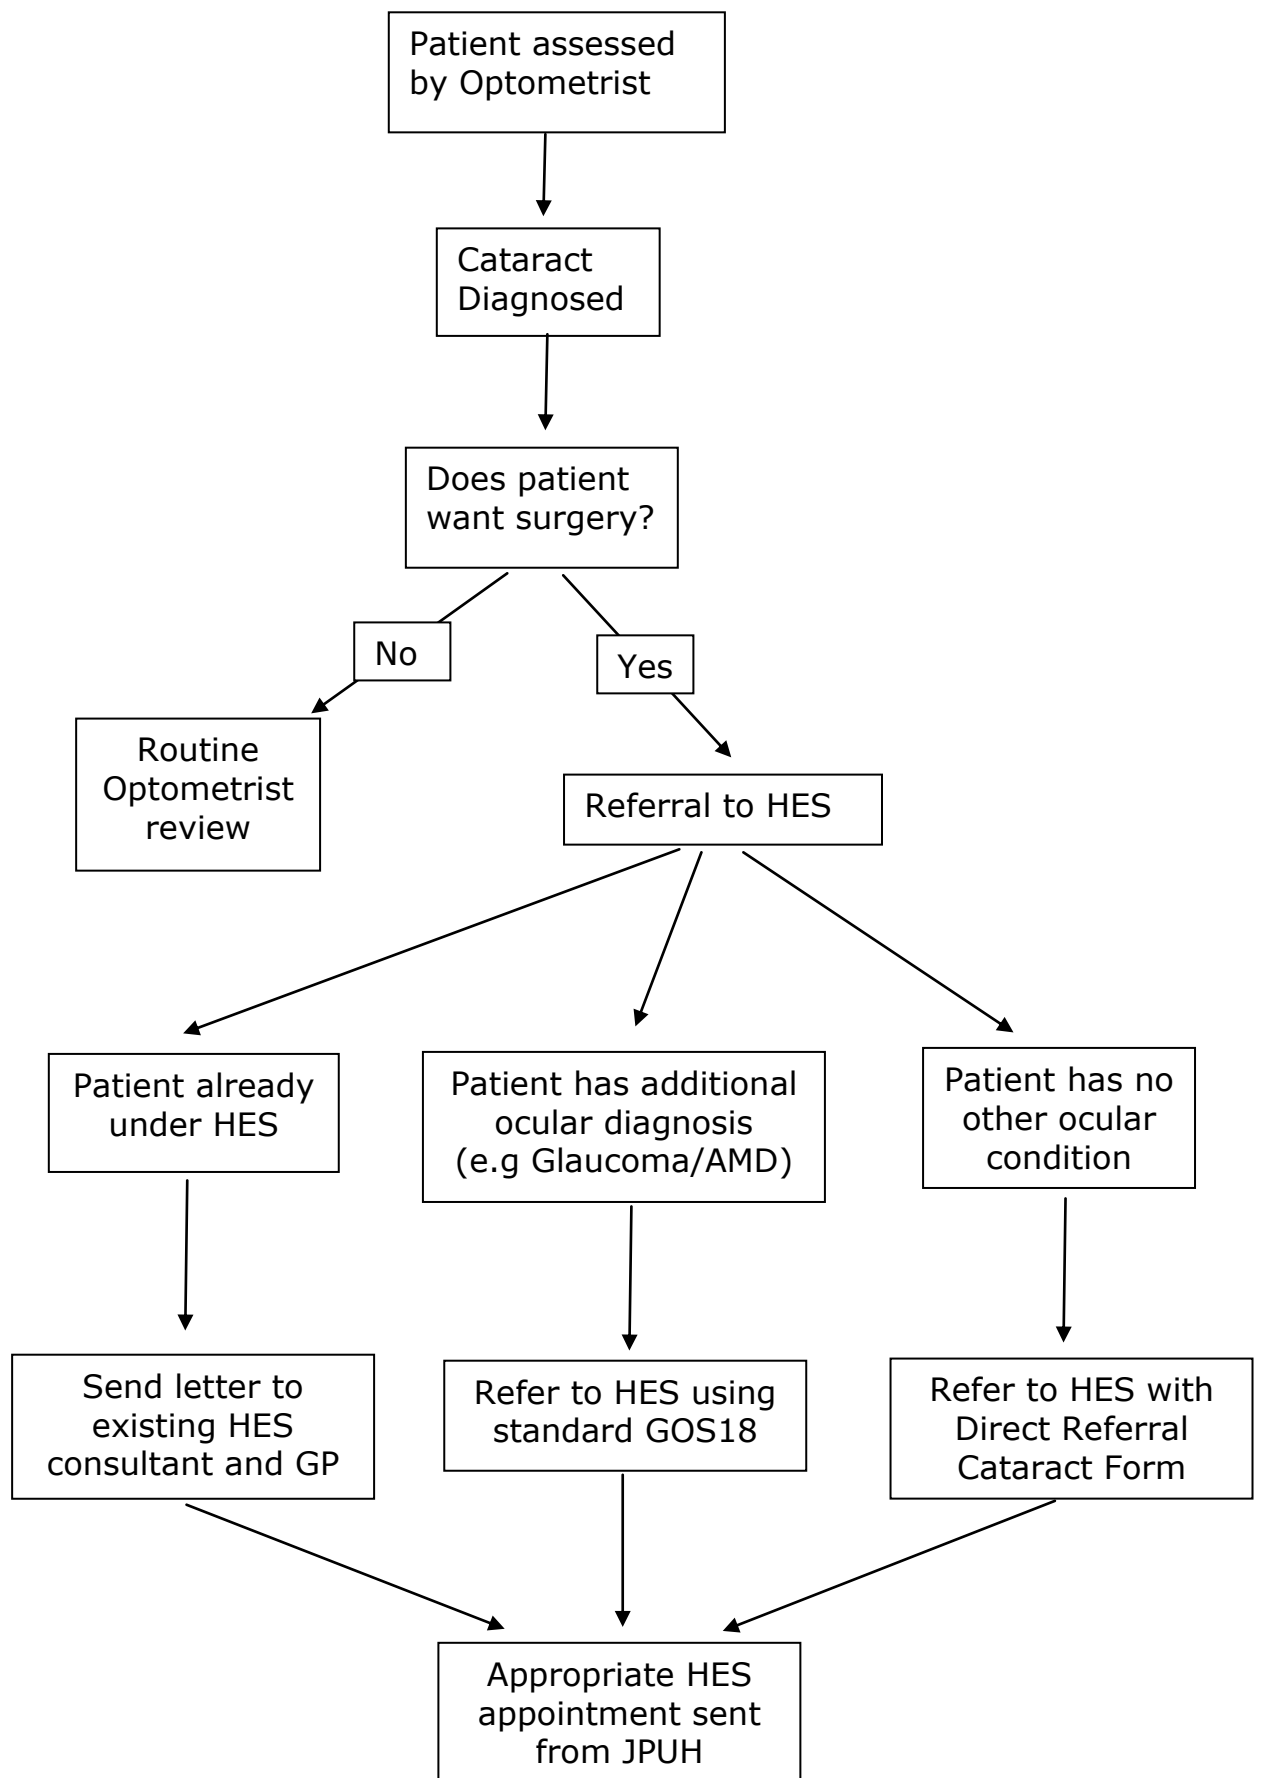 Patient assessed
by Optometrist
Cataract
Diagnosed
Does patient
want surgery?
No
Yes
Routine
Optometrist
review
Referral to HES
Patient already
under HES
Patient has additional
ocular diagnosis
(e.g Glaucoma/AMD)
Patient has no
other ocular
condition
Send letter to
existing HES
consultant and GP
Refer to HES using
standard GOS18
Refer to HES with
Direct Referral
Cataract Form
Appropriate HES
appointment sent
from JPUH